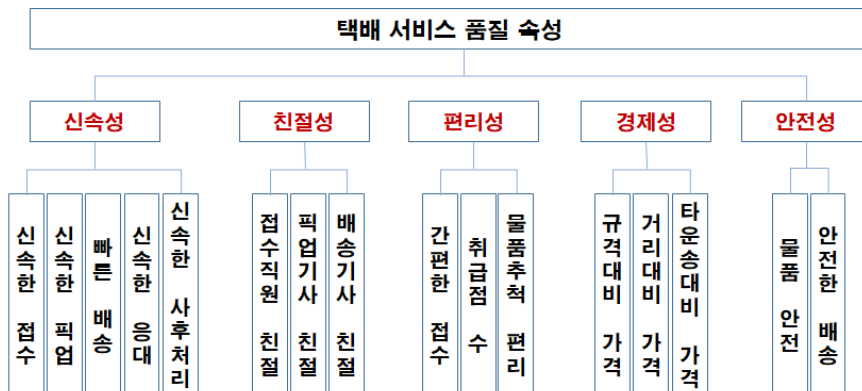 택배 서비스 품질 속성
신속성
친절성
편리성
경제성
안전성
신속한 접수
신속한 픽업
빠른 배송
신속한 응대
신속한 사후처리
접수직원 친절
픽업기사 친절
배송기사 친절
간편한 접수
취급점 수
물품추척 편리
규격대비 가격
거리대비 가격
타운송대비 가격
물품 안전
안전한 배송